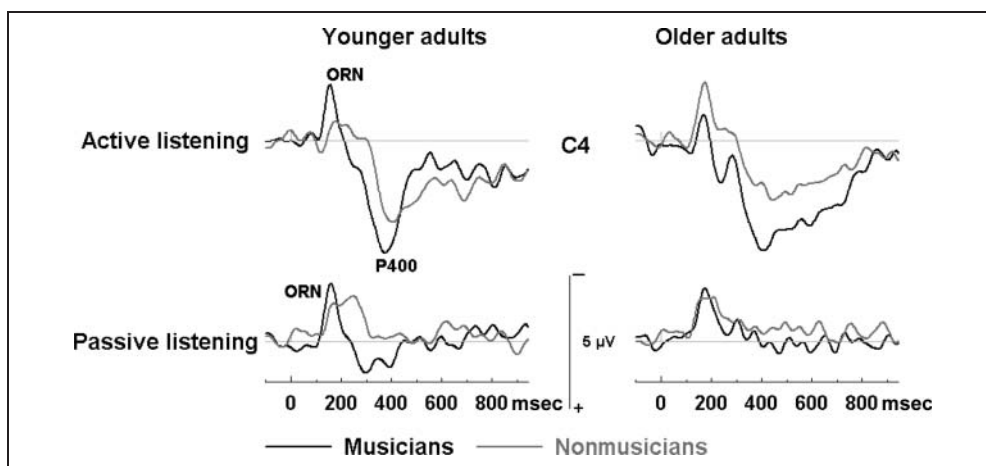 Younger adults Older adults
ORN
Active listening C4
P400
ORN
−
Passive listening 5 µV
+
0 200 400 600 800 msec 0 200 400 600 800 msec
Musicians Nonmusicians